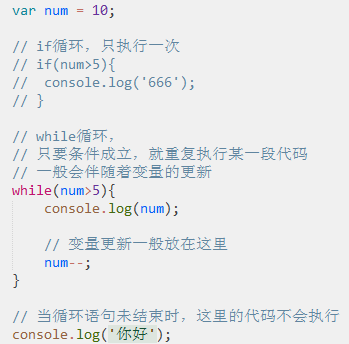 var num = 10;
// if循环，只执行一次
// if(num>5){
//  console.log('666');
// }
// while循环，
// 只要条件成立，就重复执行某一段代码
// 一般会伴随着变量的更新
while(num>5){
    console.log(num);
    // 变量更新一般放在这里
    num--;
}
// 当循环语句未结束时，这里的代码不会执行
console.log('你好');